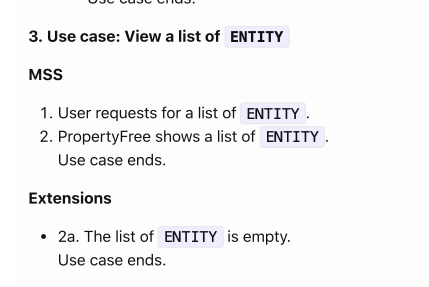 Use case ends.
3. Use case: View a list of ENTITY
MSS
1. User requests for a list of ENTITY .
2. PropertyFree shows a list of ENTITY .
Use case ends.
Extensions
• 2a. The list of ENTITY is empty.
Use case ends.